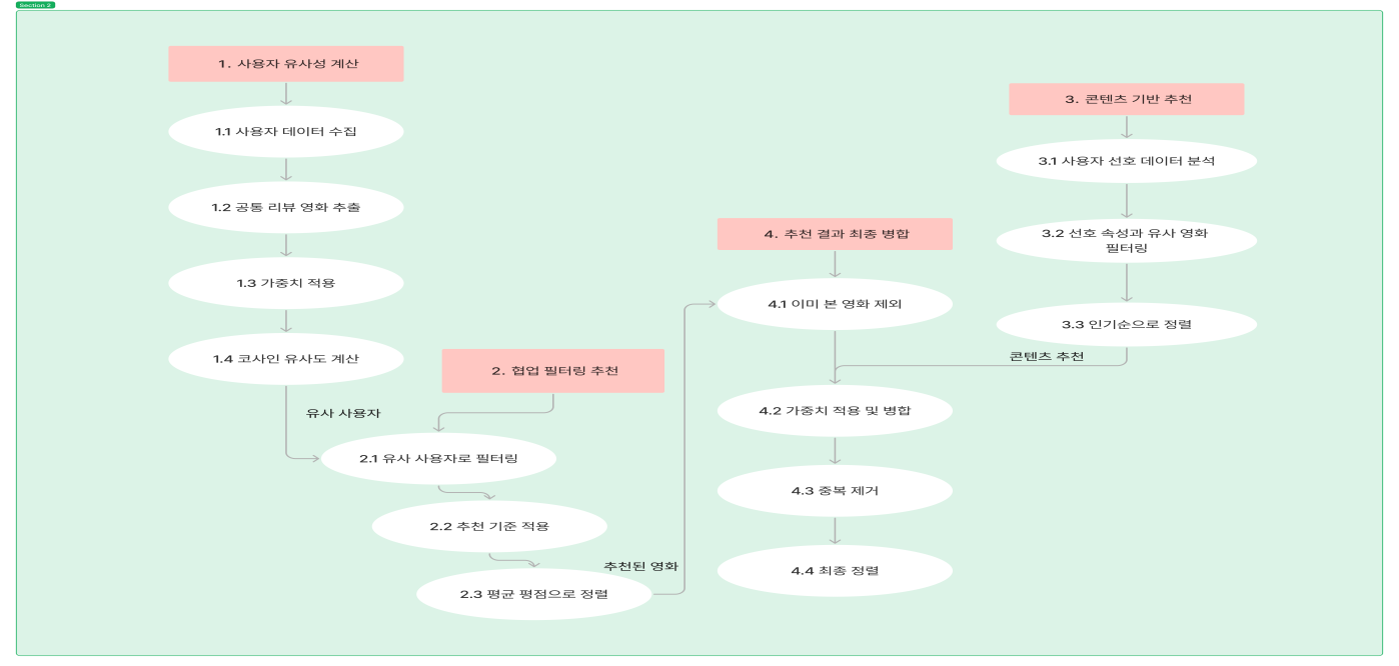 Section 2
1. 사용자 유사성 계산
1.1 사용자 데이터 수집
1.2 공통 리뷰 영화 추출
1.3 가중치 적용
1.4 코사인 유사도 계산
유사 사용자
2. 협업 필터링 추천
2.1 유사 사용자로 필터링
2.2 추천 기준 적용
2.3 평균 평점으로 정렬
추천된 영화
3. 콘텐츠 기반 추천
3.1 사용자 선호 데이터 분석
3.2 선호 속성과 유사 영화
필터링
3.3 인기순으로 정렬
콘텐츠 추천
4. 추천 결과 최종 병합
4.1 이미 본 영화 제외
4.2 가중치 적용 및 병합
4.3 중복 제거
4.4 최종 정렬